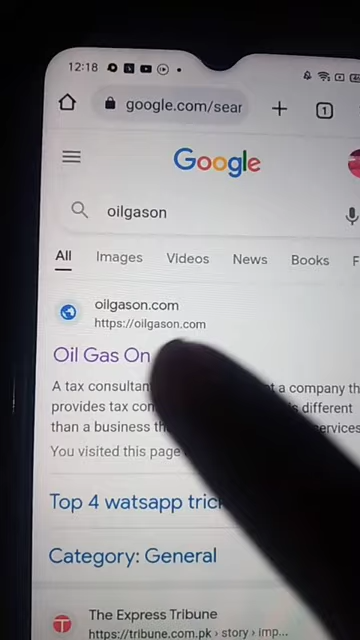 12:18
google.com/sear
1
Google
oilgason
All Images Videos News Books F
oilgason.com
https://oilgason.com
Oil Gas On
A tax consultan t a company th
provides tax con is different
than a business th services
You visited this page
Top 4 watsapp tric
Category: General
The Express Tribune
https://tribune.com.pk › story › imp...